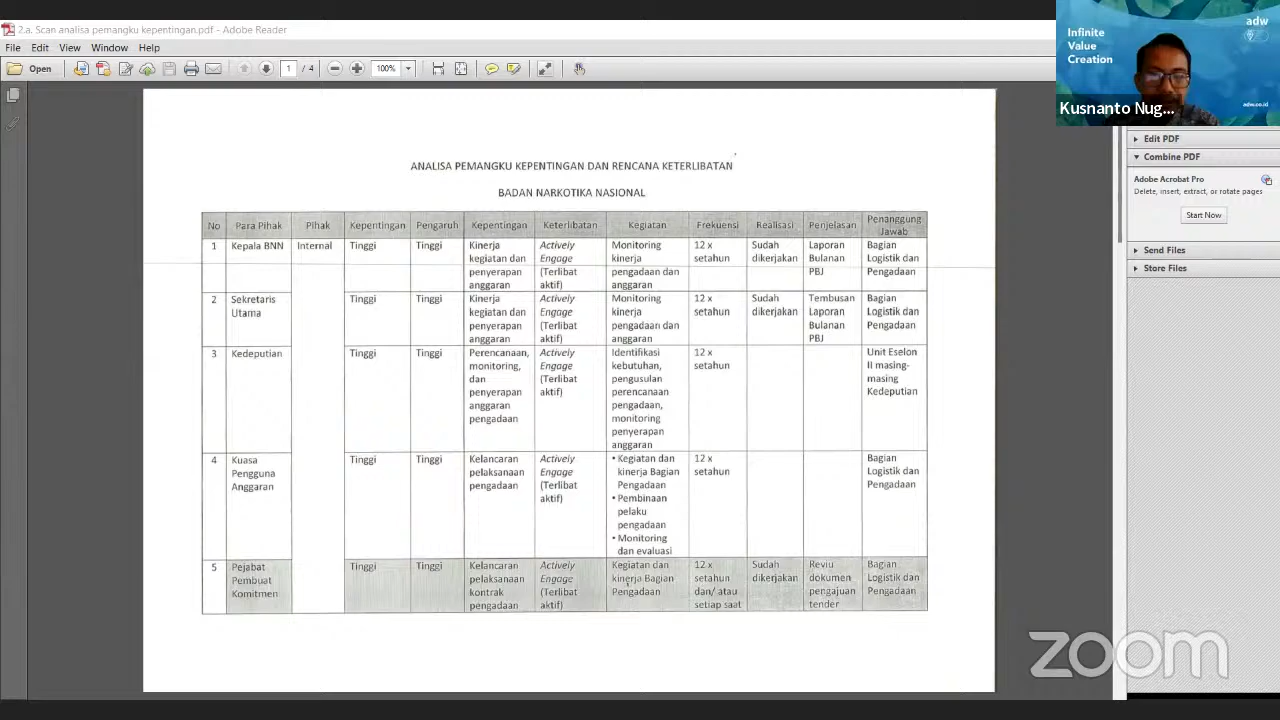 2.a. Scan analisa pemangku kepentingan.pdf - Adobe Reader
File Edit View Window Help
Open 1 / 4 100%
Infinite
Value
Creation
adw
adw.co.id
Kusnanto Nug...
Edit PDF
Combine PDF
Adobe Acrobat Pro
Delete, insert, extract, or rotate pages
Start Now
Send Files
Store Files
ANALISA PEMANGKU KEPENTINGAN DAN RENCANA KETERLIBATAN
BADAN NARKOTIKA NASIONAL
No Para Pihak Pihak Kepentingan Pengaruh Kepentingan Keterlibatan Kegiatan Frekuensi Realisasi Penjelasan Penanggung
Jawab
1 Kepala BNN Internal Tinggi Tinggi Kinerja Actively Monitoring 12 x Sudah Laporan Bagian
kegiatan dan Engage kinerja setahun dikerjakan Bulanan Logistik dan
penyerapan (Terlibat pengadaan dan PBJ Pengadaan
anggaran aktif) anggaran
2 Sekretaris Tinggi Tinggi Kinerja Actively Monitoring 12 x Sudah Tembusan Bagian
Utama kegiatan dan Engage kinerja setahun dikerjakan Laporan Logistik dan
penyerapan (Terlibat pengadaan dan Bulanan Pengadaan
anggaran aktif) anggaran PBJ
3 Kedeputian Tinggi Tinggi Perencanaan, Actively Identifikasi 12 x Unit Eselon
monitoring, Engage kebutuhan, setahun II masing-
dan (Terlibat pengusulan masing
penyerapan aktif) perencanaan Kedeputian
anggaran pengadaan,
pengadaan monitoring
penyerapan
anggaran
4 Kuasa Tinggi Tinggi Kelancaran Actively • Kegiatan dan 12 x Bagian
Pengguna pelaksanaan Engage kinerja Bagian setahun Logistik dan
Anggaran pengadaan (Terlibat Pengadaan Pengadaan
aktif) • Pembinaan
pelaku
pengadaan
• Monitoring
dan evaluasi
5 Pejabat Tinggi Tinggi Kelancaran Actively Kegiatan dan 12 x Sudah Reviu Bagian
Pembuat pelaksanaan Engage kinerja Bagian setahun dikerjakan dokumen Logistik dan
Komitmen kontrak (Terlibat Pengadaan dan/ atau pengajuan Pengadaan
pengadaan aktif) setiap saat tender
zoom